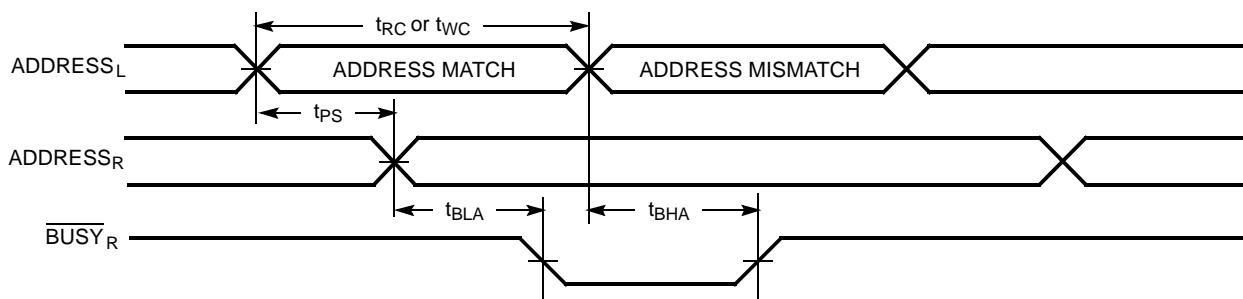 tRC or tWC
ADDRESSL
ADDRESS MATCH
ADDRESS MISMATCH
tPS
ADDRESSR
tBLA
tBHA
BUSYR